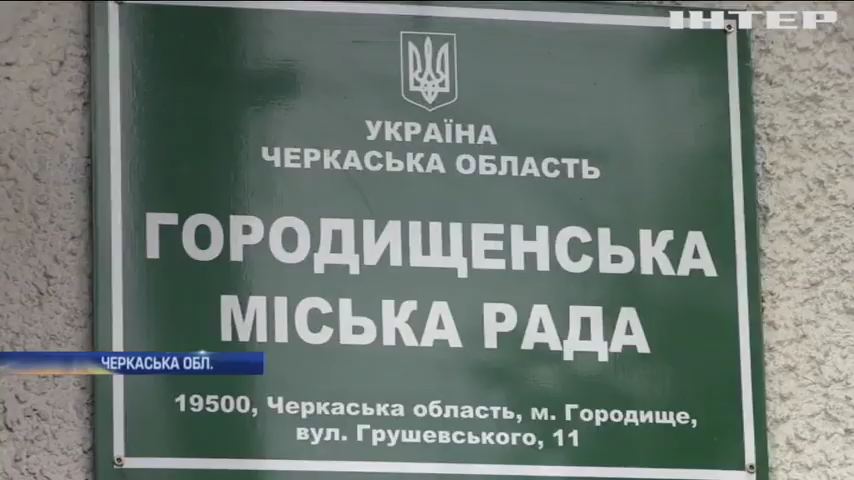 ІНТЕР
УКРАЇНА
ЧЕРКАСЬКА ОБЛАСТЬ
ГОРОДИЩЕНСЬКА
МІСЬКА РАДА
ЧЕРКАСЬКА ОБЛ.
19500, Черкаська область, м. Городище,
вул. Грушевського, 11